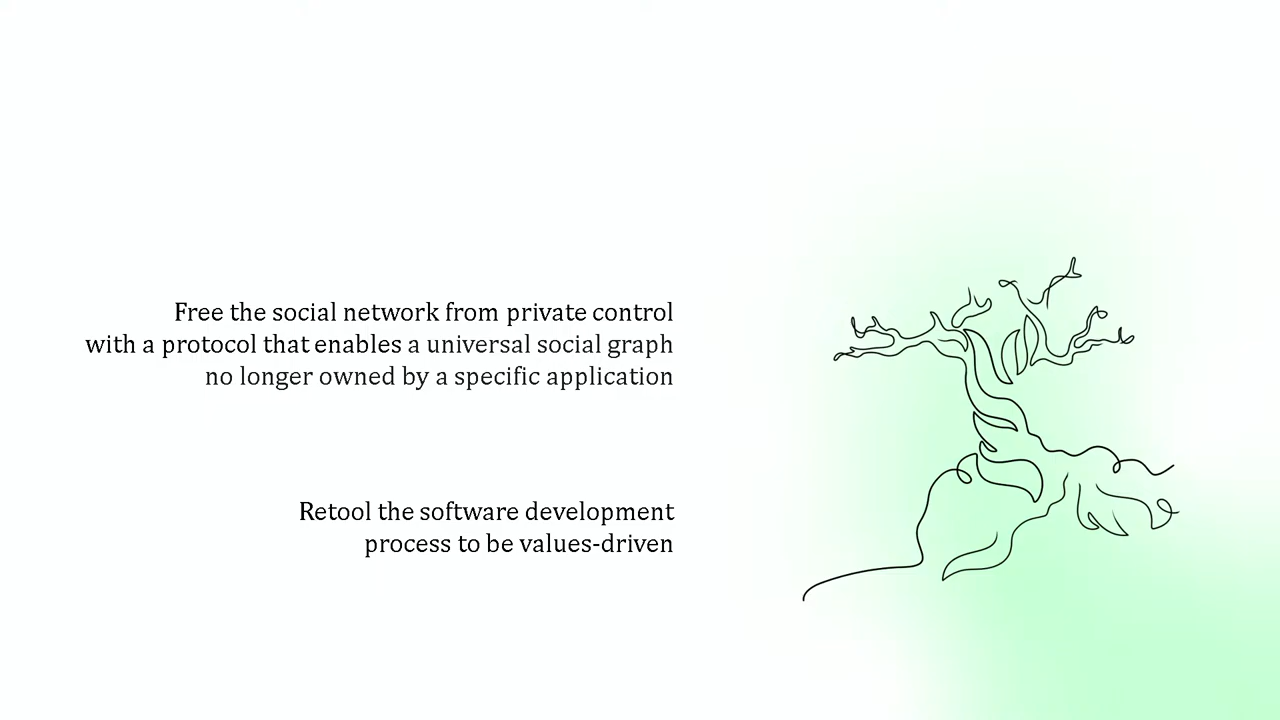 Free the social network from private control
with a protocol that enables a universal social graph
no longer owned by a specific application
Retool the software development
process to be values-driven